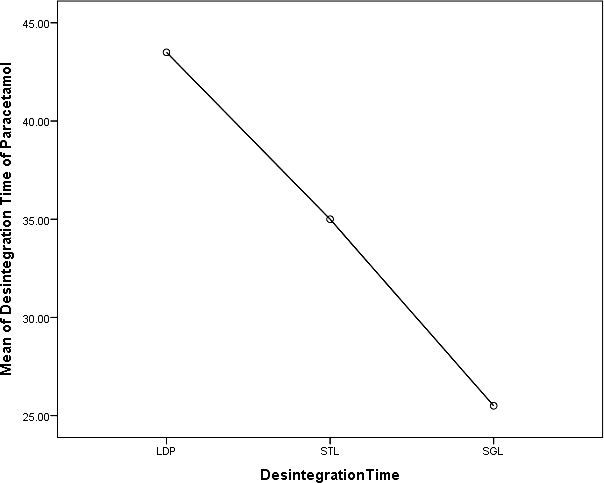 Mean of Desintegration Time of Paracetamol
45.00
40.00
35.00
30.00
25.00
LDP
STL
SGL
DesintegrationTime